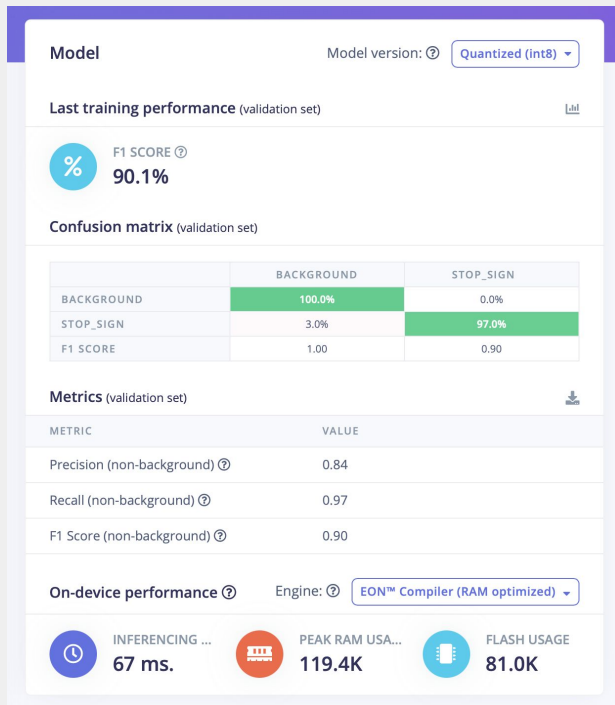 Model
Model version: Quantized (int8)
Last training performance (validation set)
%
F1 SCORE
90.1%
Confusion matrix (validation set)
BACKGROUND STOP_SIGN
BACKGROUND 100.0% 0.0%
STOP_SIGN 3.0% 97.0%
F1 SCORE 1.00 0.90
Metrics (validation set)
METRIC VALUE
Precision (non-background) 0.84
Recall (non-background) 0.97
F1 Score (non-background) 0.90
On-device performance Engine: EON™ Compiler (RAM optimized)
INFERENCING ... PEAK RAM USA... FLASH USAGE
67 ms. 119.4K 81.0K